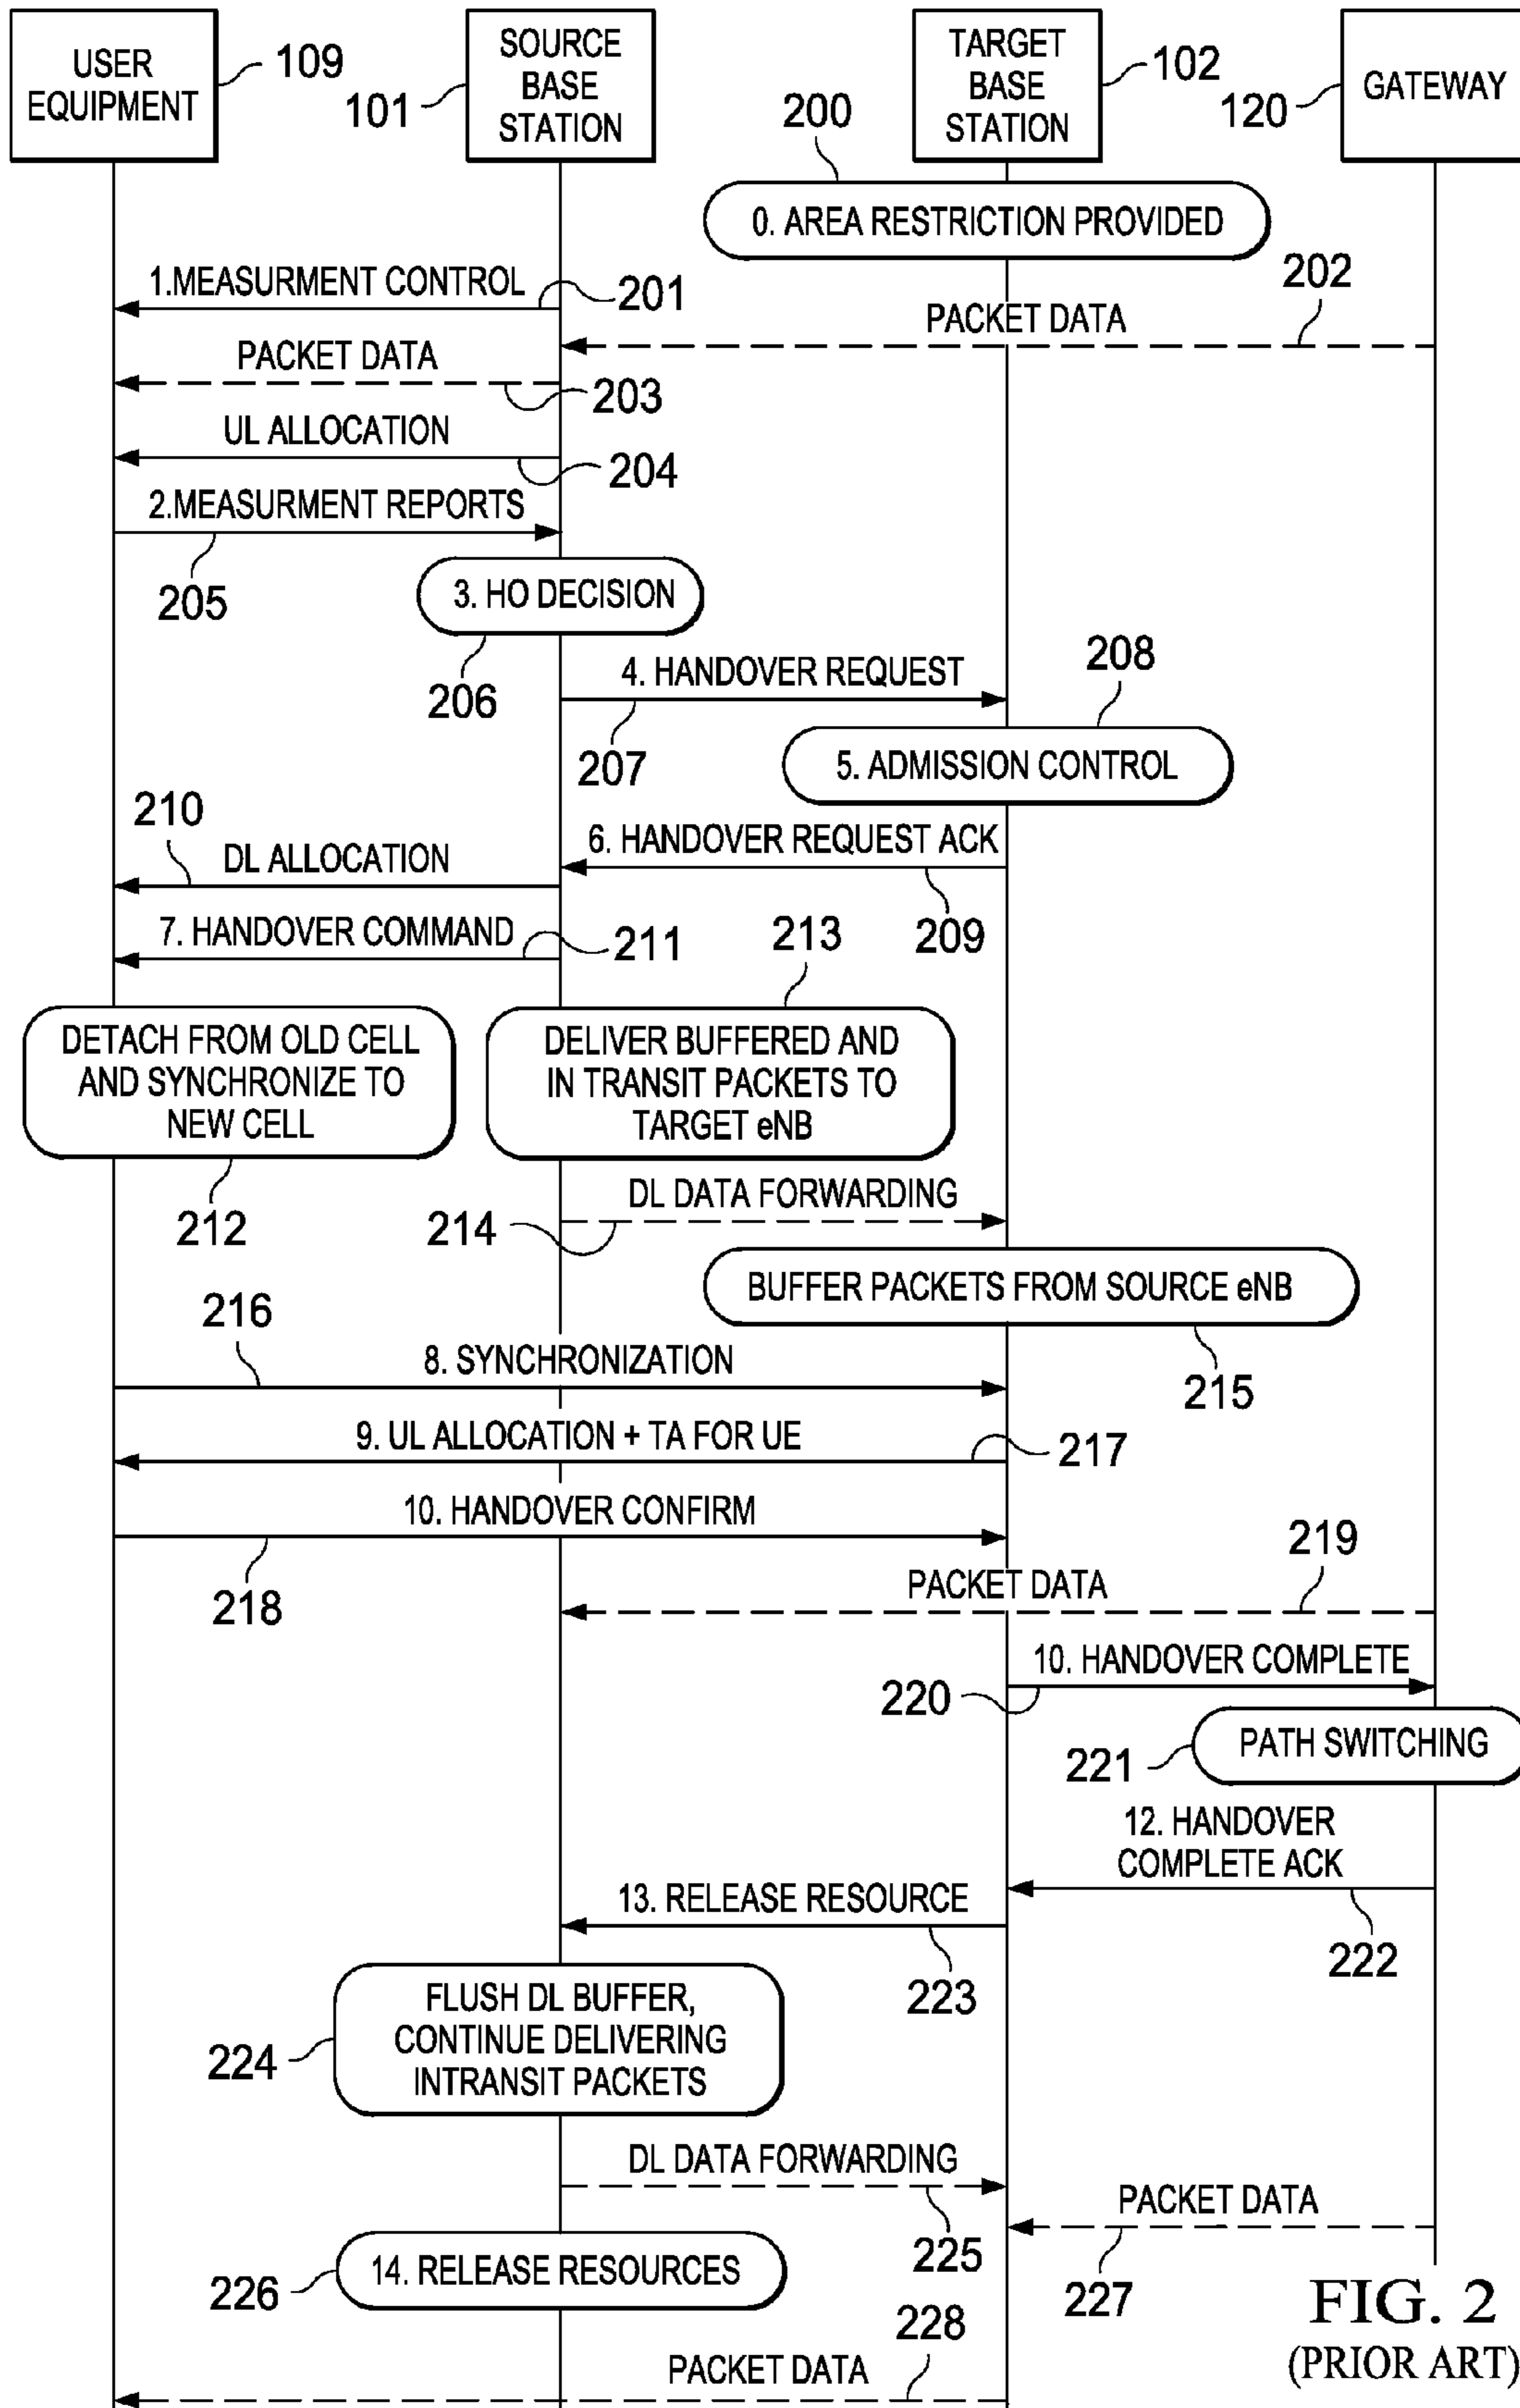 USER
EQUIPMENT
109
SOURCE
BASE
STATION
101
TARGET
BASE
STATION
102
GATEWAY
120
200
0. AREA RESTRICTION PROVIDED
1.MEASURMENT CONTROL
201
202
PACKET DATA
PACKET DATA
203
UL ALLOCATION
204
2.MEASURMENT REPORTS
205
3. HO DECISION
206
4. HANDOVER REQUEST
207
208
5. ADMISSION CONTROL
6. HANDOVER REQUEST ACK
209
210
DL ALLOCATION
7. HANDOVER COMMAND
211
213
DETACH FROM OLD CELL
AND SYNCHRONIZE TO
NEW CELL
212
DELIVER BUFFERED AND
IN TRANSIT PACKETS TO
TARGET eNB
DL DATA FORWARDING
214
BUFFER PACKETS FROM SOURCE eNB
215
216
8. SYNCHRONIZATION
9. UL ALLOCATION + TA FOR UE
217
10. HANDOVER CONFIRM
218
219
PACKET DATA
10. HANDOVER COMPLETE
220
PATH SWITCHING
221
12. HANDOVER
COMPLETE ACK
222
13. RELEASE RESOURCE
223
FLUSH DL BUFFER,
CONTINUE DELIVERING
INTRANSIT PACKETS
224
DL DATA FORWARDING
225
PACKET DATA
227
14. RELEASE RESOURCES
226
228
PACKET DATA
FIG. 2
(PRIOR ART)